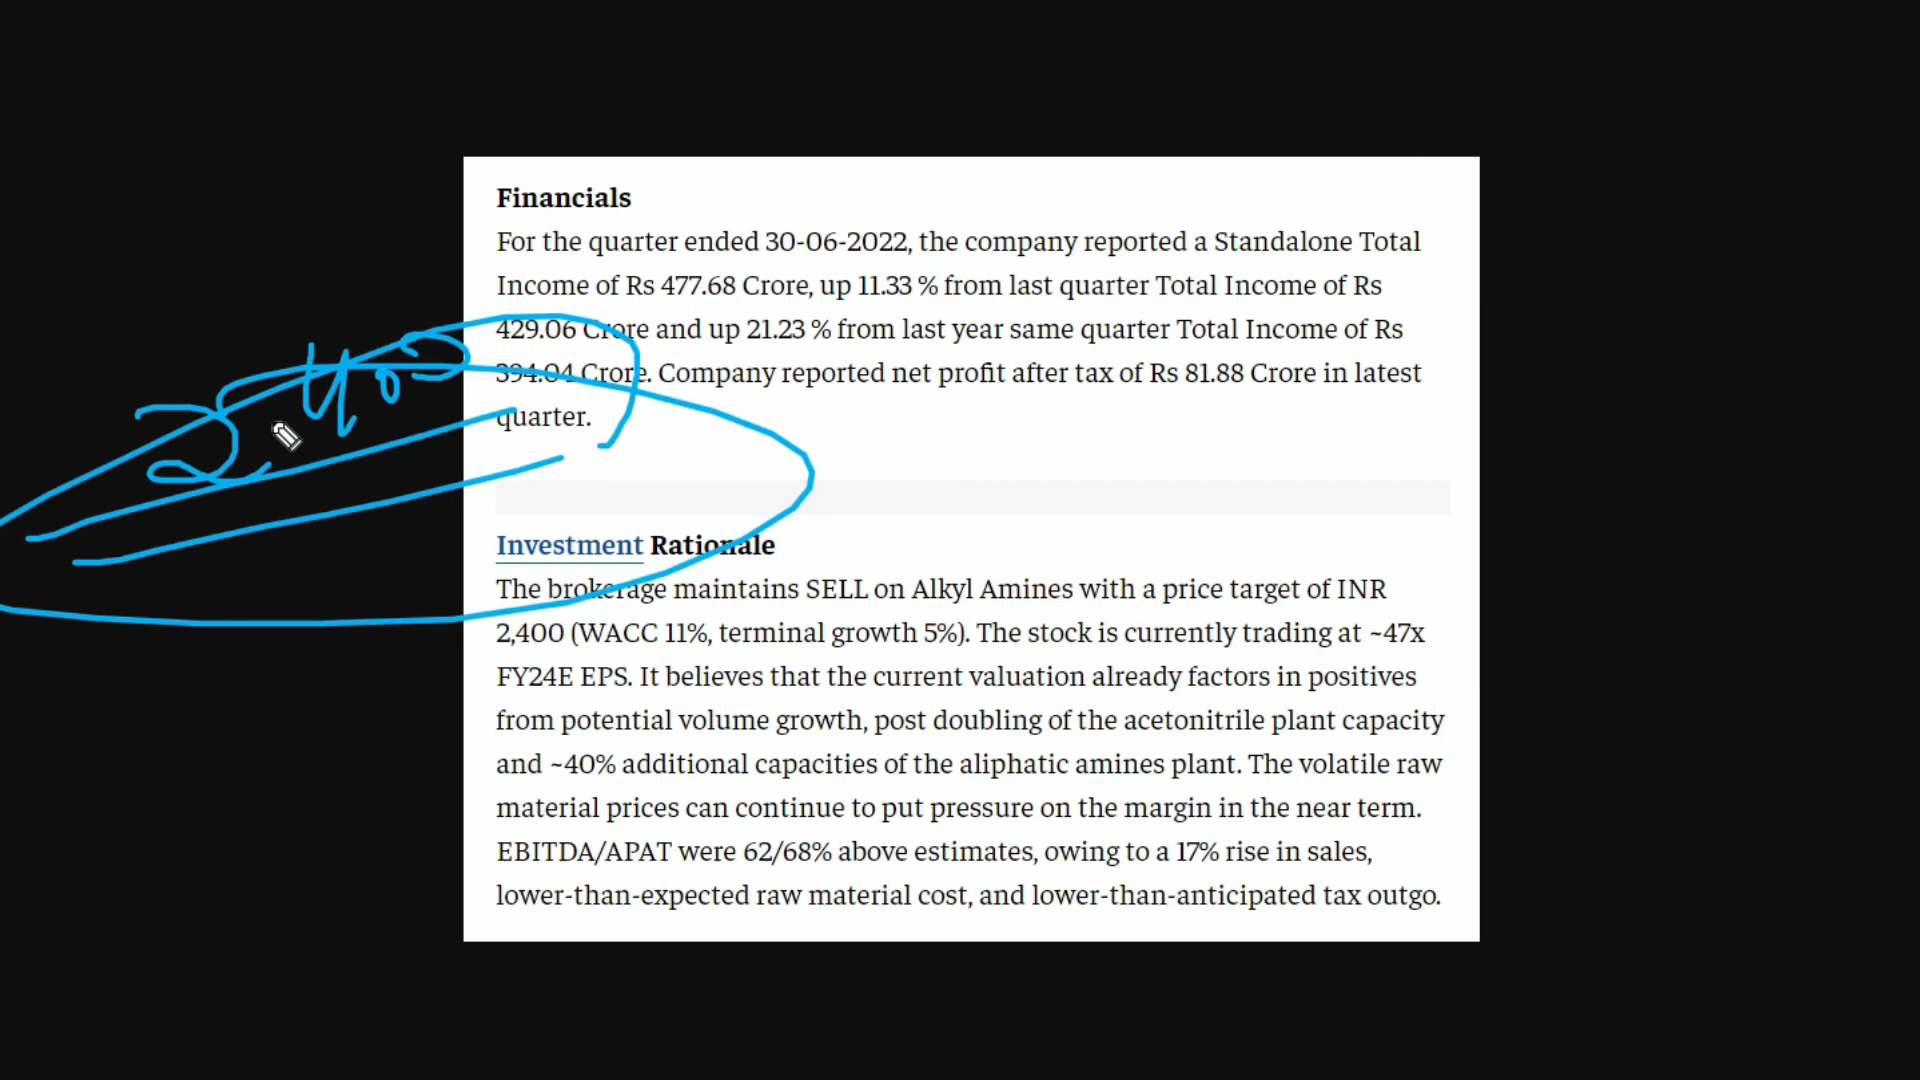 Financials
For the quarter ended 30-06-2022, the company reported a Standalone Total
Income of Rs 477.68 Crore, up 11.33 % from last quarter Total Income of Rs
429.06 Crore and up 21.23 % from last year same quarter Total Income of Rs
394.04 Crore. Company reported net profit after tax of Rs 81.88 Crore in latest
quarter.
Investment Rationale
The brokerage maintains SELL on Alkyl Amines with a price target of INR
2,400 (WACC 11%, terminal growth 5%). The stock is currently trading at ~47x
FY24E EPS. It believes that the current valuation already factors in positives
from potential volume growth, post doubling of the acetonitrile plant capacity
and ~40% additional capacities of the aliphatic amines plant. The volatile raw
material prices can continue to put pressure on the margin in the near term.
EBITDA/APAT were 62/68% above estimates, owing to a 17% rise in sales,
lower-than-expected raw material cost, and lower-than-anticipated tax outgo.